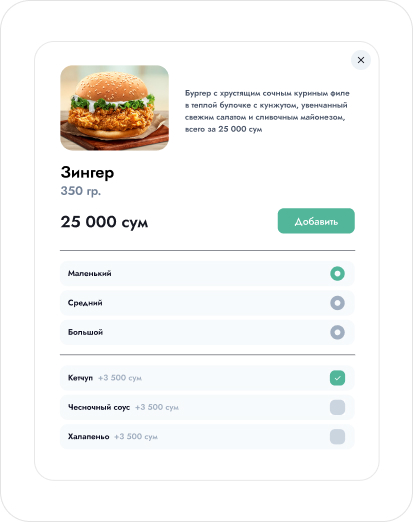 Бургер с хрустящим сочным куриным филе
в теплой булочке с кунжутом, увенчанный
свежим салатом и сливочным майонезом,
всего за 25 000 сум
Зингер
350 гр.
25 000 сум
Добавить
Маленький
Средний
Большой
Кетчуп +3 500 сум
Чесночный соус +3 500 сум
Халапеньо +3 500 сум